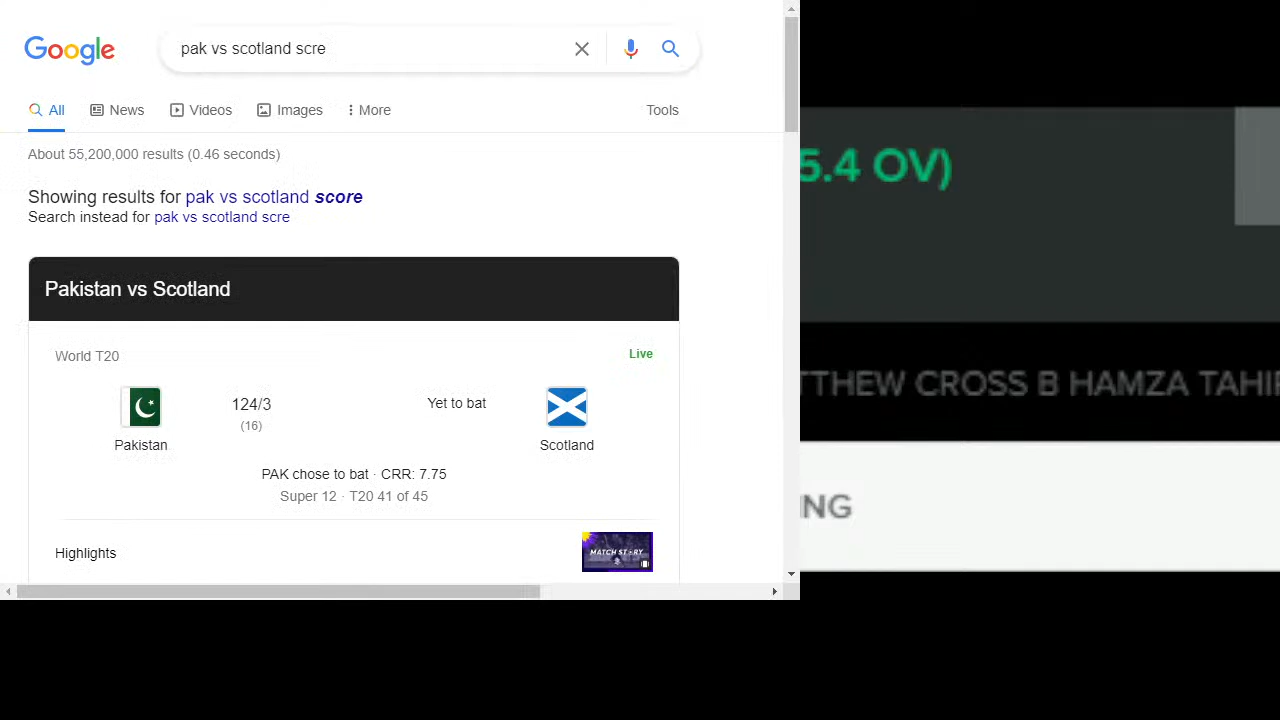 Google
pak vs scotland scre
All
News
Videos
Images
More
Tools
About 55,200,000 results (0.46 seconds)
Showing results for pak vs scotland score
Search instead for pak vs scotland scre
Pakistan vs Scotland
World T20
Live
124/3
Yet to bat
(16)
Pakistan
Scotland
PAK chose to bat · CRR: 7.75
Super 12 · T20 41 of 45
Highlights
MATCH STORY
5.4 OV)
TTHEW CROSS B HAMZA TAHIR
NG